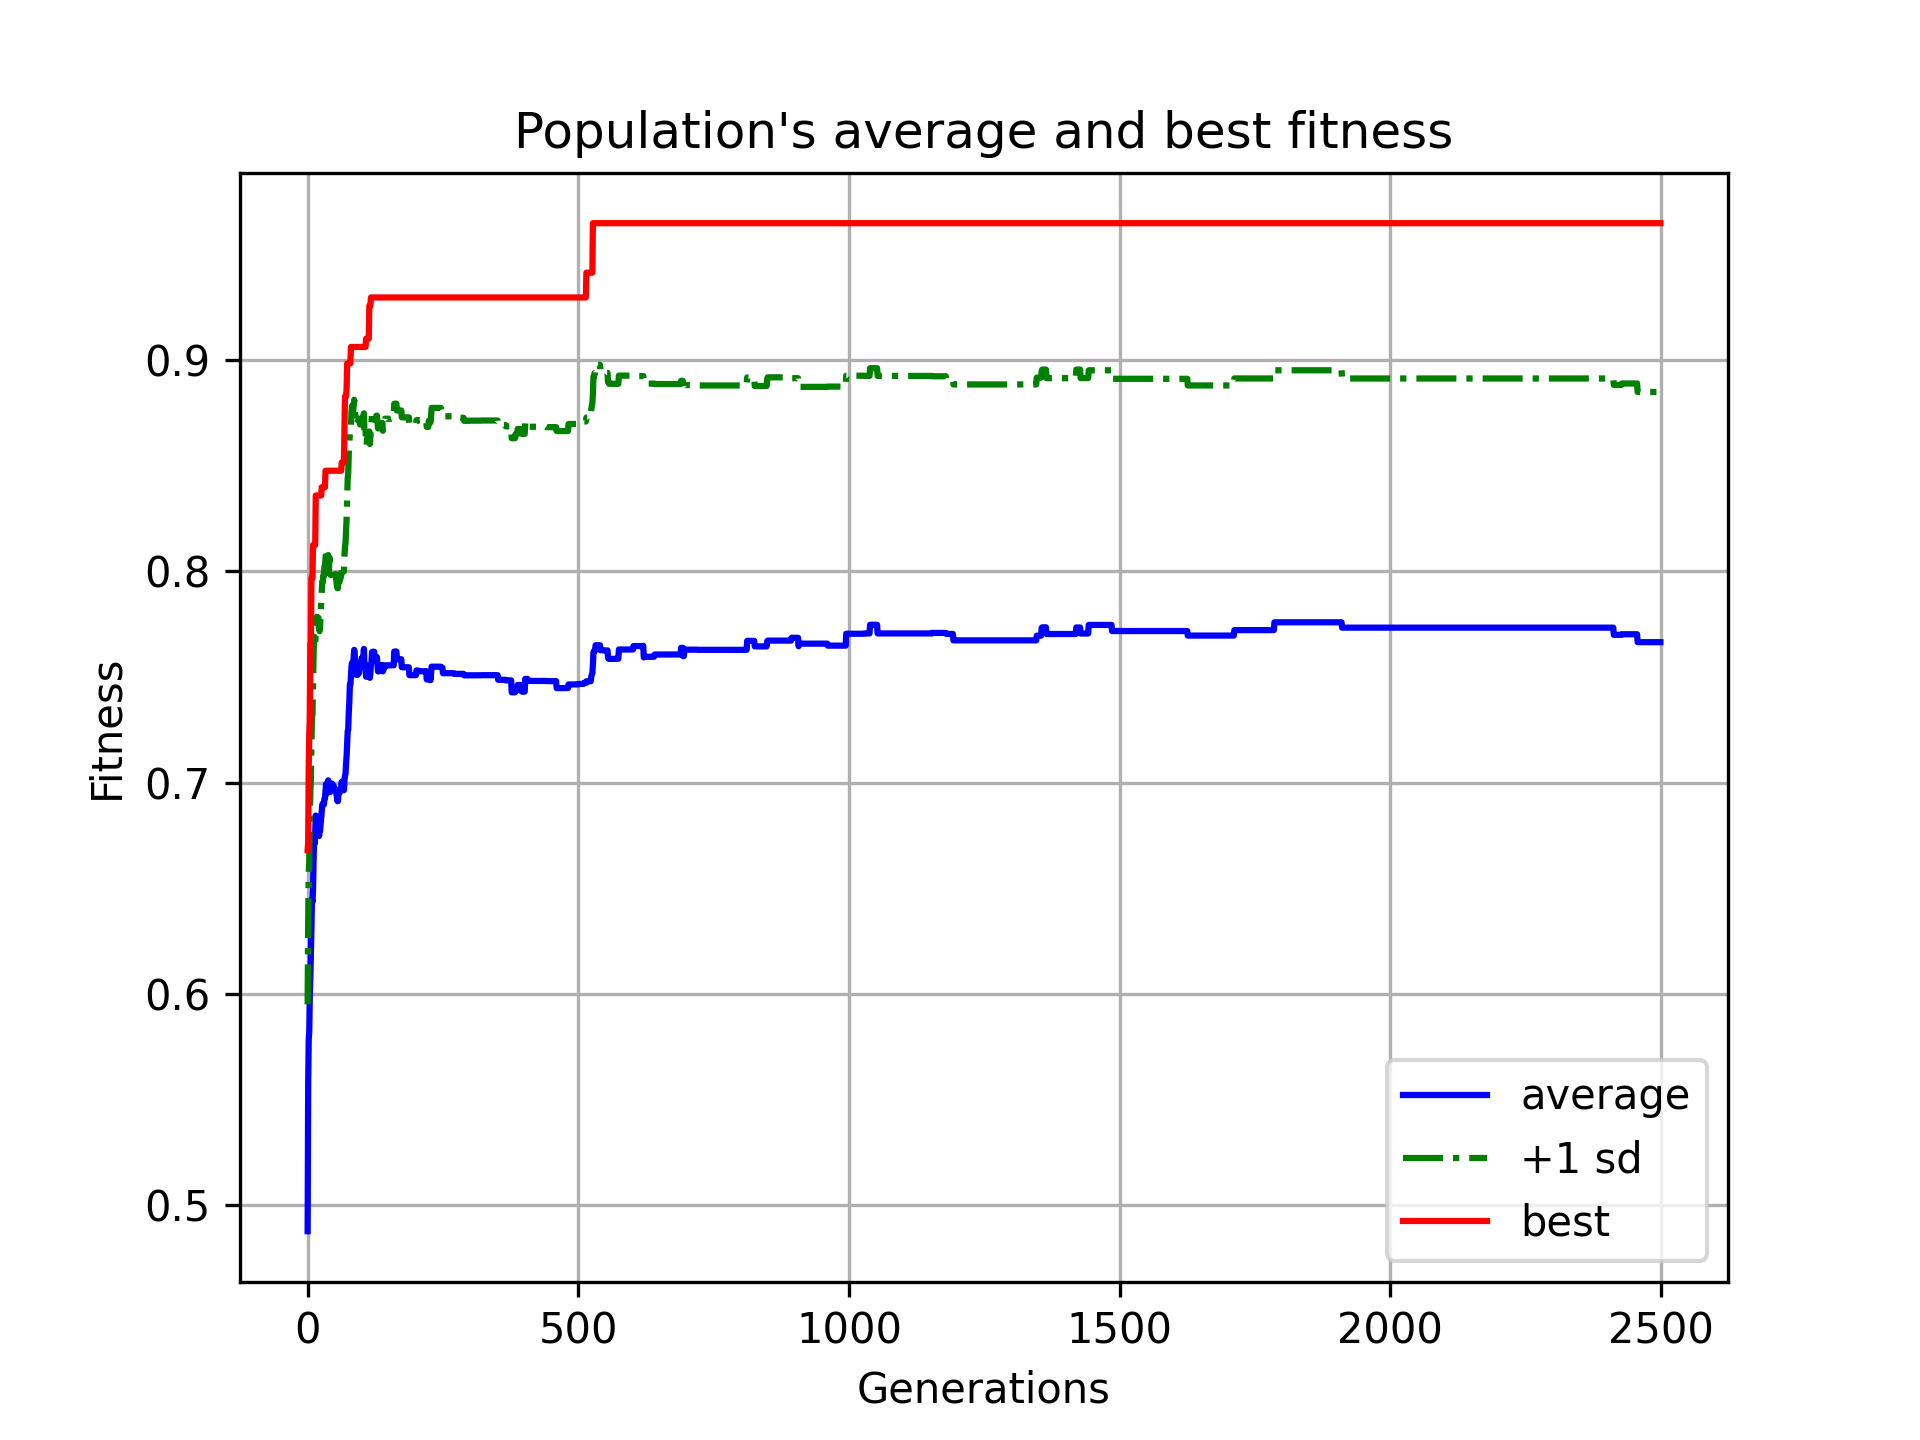 Population's average and best fitness
Fitness
0.9
0.8
0.7
0.6
0.5
0 500 1000 1500 2000 2500
Generations
average
+1 sd
best